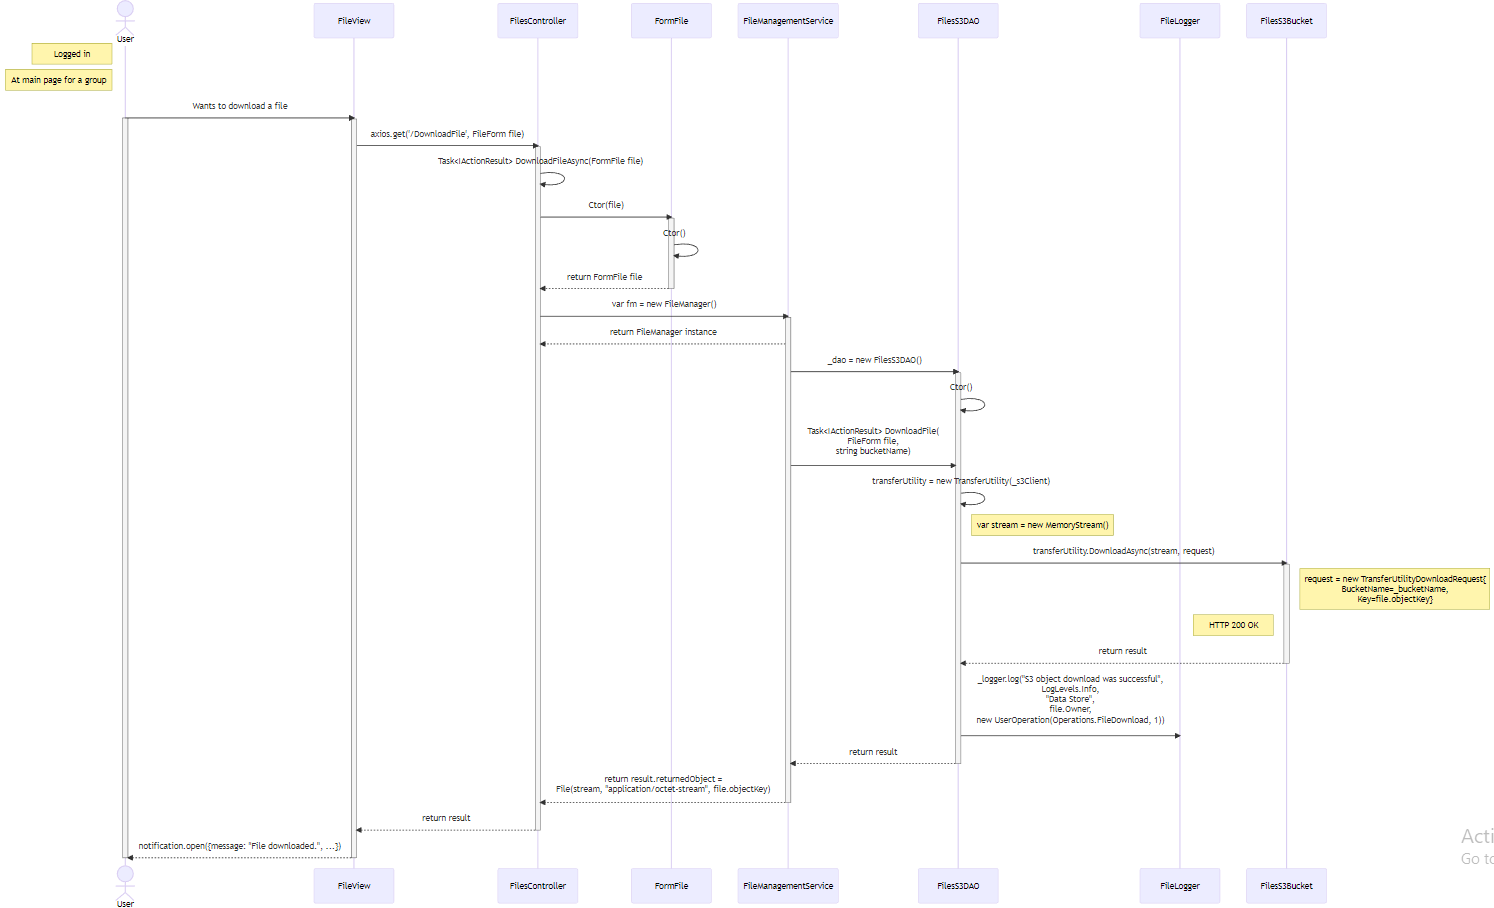 FileView
FilesController
FormFile
FileManagementService
FilesS3DAO
FileLogger
FilesS3Bucket
User
Logged in
At main page for a group
Wants to download a file
axios.get('/DownloadFile', FileForm file)
Task<IActionResult> DownloadFileAsync(FormFile file)
Ctor(file)
Ctor()
return FormFile file
var fm = new FileManager()
return FileManager instance
_dao = new FilesS3DAO()
Ctor()
Task<IActionResult> DownloadFile(
FileForm file,
string bucketName)
transferUtility = new TransferUtility(_s3Client)
var stream = new MemoryStream()
transferUtility.DownloadAsync(stream, request)
request = new TransferUtilityDownloadRequest{
BucketName=_bucketName,
Key=file.objectKey}
HTTP 200 OK
return result
_logger.log("S3 object download was successful",
LogLevels.Info,
"Data Store",
file.Owner,
new UserOperation(Operations.FileDownload, 1))
return result
return result.returnedObject =
File(stream, "application/octet-stream", file.objectKey)
return result
notification.open({message: "File downloaded.", ...})
Acti
Go to
FileView
FilesController
FormFile
FileManagementService
FilesS3DAO
FileLogger
FilesS3Bucket
User